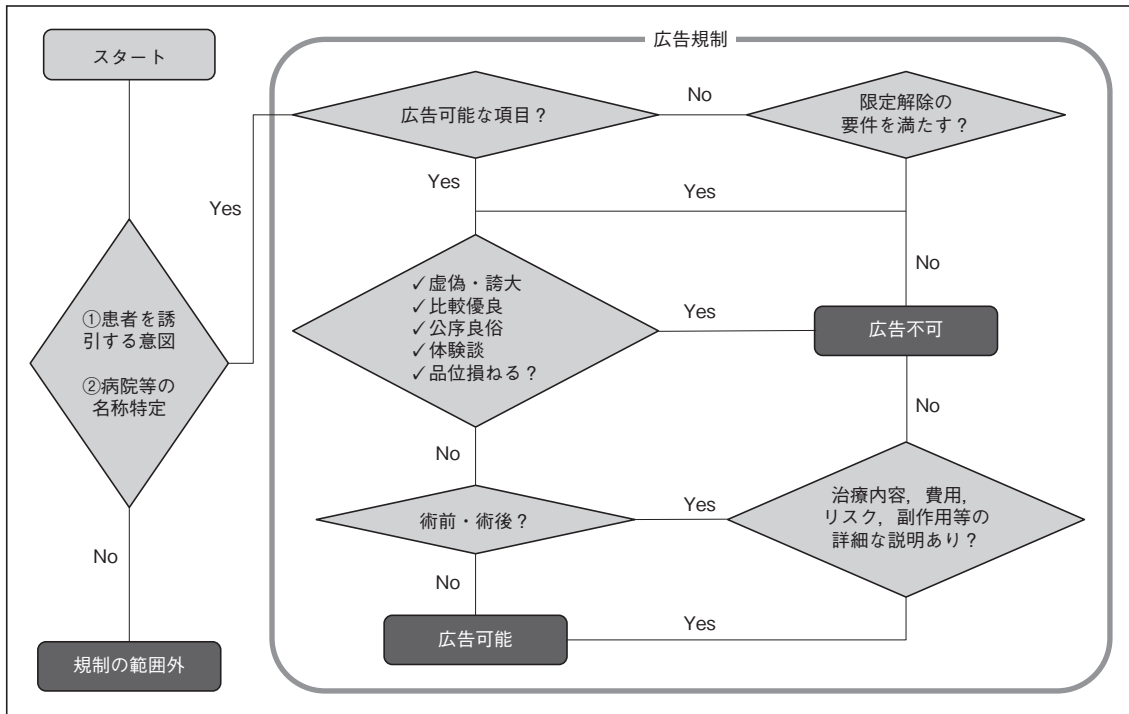 広告規制
スタート
広告可能な項目？
No
限定解除の
要件を満たす？
Yes
Yes
Yes
①患者を誘
引する意図
②病院等の
名称特定
✓虚偽・誇大
✓比較優良
✓公序良俗
✓体験談
✓品位損ねる？
Yes
No
広告不可
No
No
術前・術後？
Yes
治療内容，費用，
リスク，副作用等の
詳細な説明あり？
No
No
広告可能
Yes
規制の範囲外